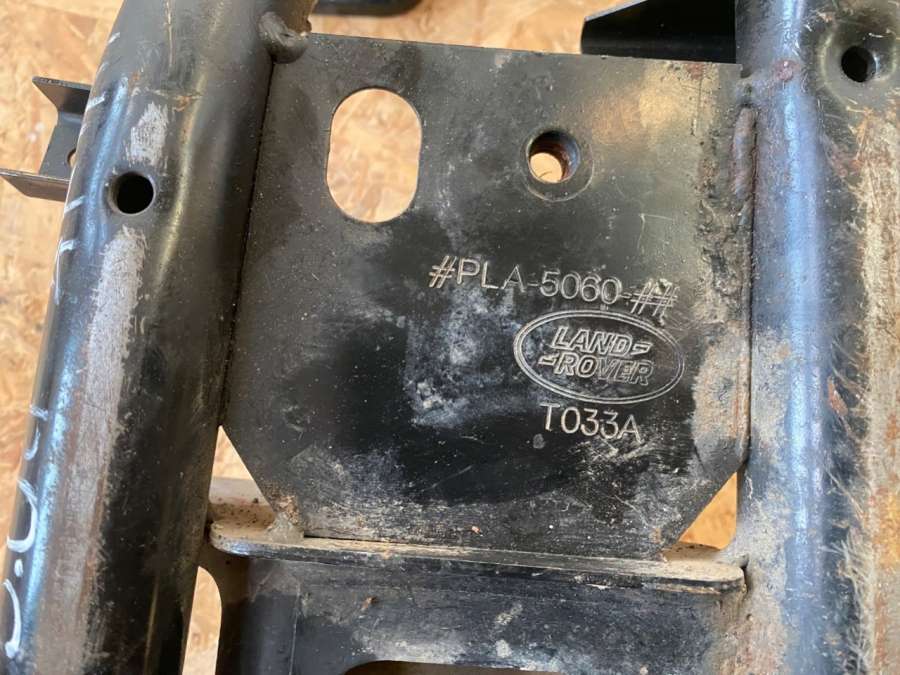 #PLA-5060-##
LAND-
-ROVER
T033A